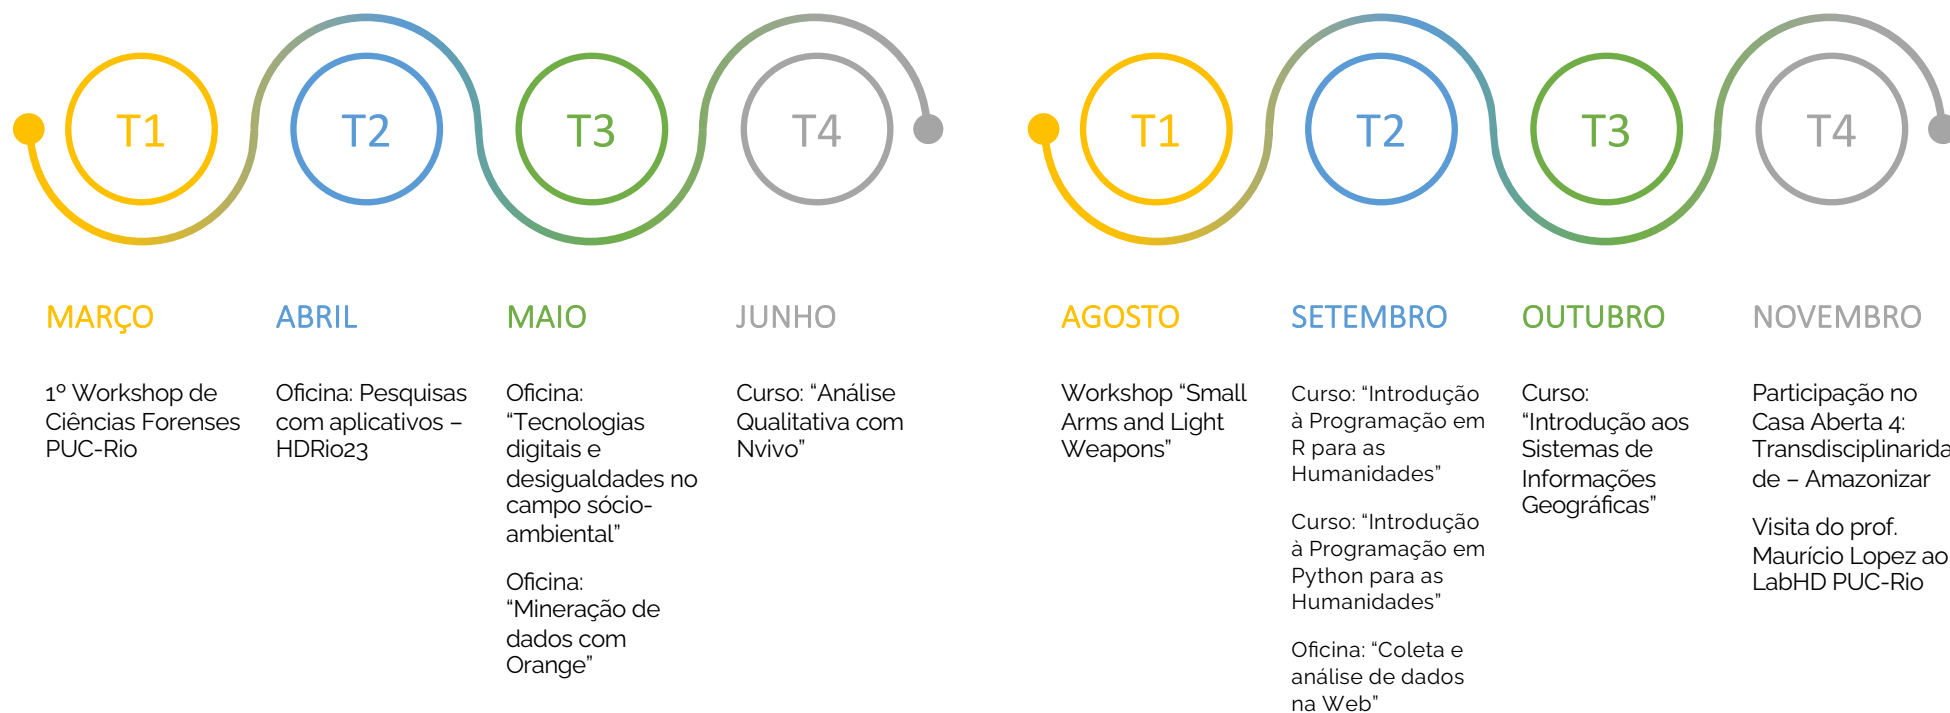 T1
T2
T3
T4
MARÇO
1º Workshop de
Ciências Forenses
PUC-Rio
ABRIL
Oficina: Pesquisas
com aplicativos –
HDRio23
MAIO
Oficina:
“Tecnologias
digitais e
desigualdades no
campo sócio-
ambiental”
Oficina:
“Mineração de
dados com
Orange”
JUNHO
Curso: “Análise
Qualitativa com
Nvivo”
T1
T2
T3
T4
AGOSTO
Workshop “Small
Arms and Light
Weapons”
SETEMBRO
Curso: “Introdução
à Programação em
R para as
Humanidades”
Curso: “Introdução
à Programação em
Python para as
Humanidades”
Oficina: “Coleta e
análise de dados
na Web”
OUTUBRO
Curso:
“Introdução aos
Sistemas de
Informações
Geográficas”
NOVEMBRO
Participação no
Casa Aberta 4:
Transdisciplinarida
de – Amazonizar
Visita do prof.
Maurício Lopez ao
LabHD PUC-Rio